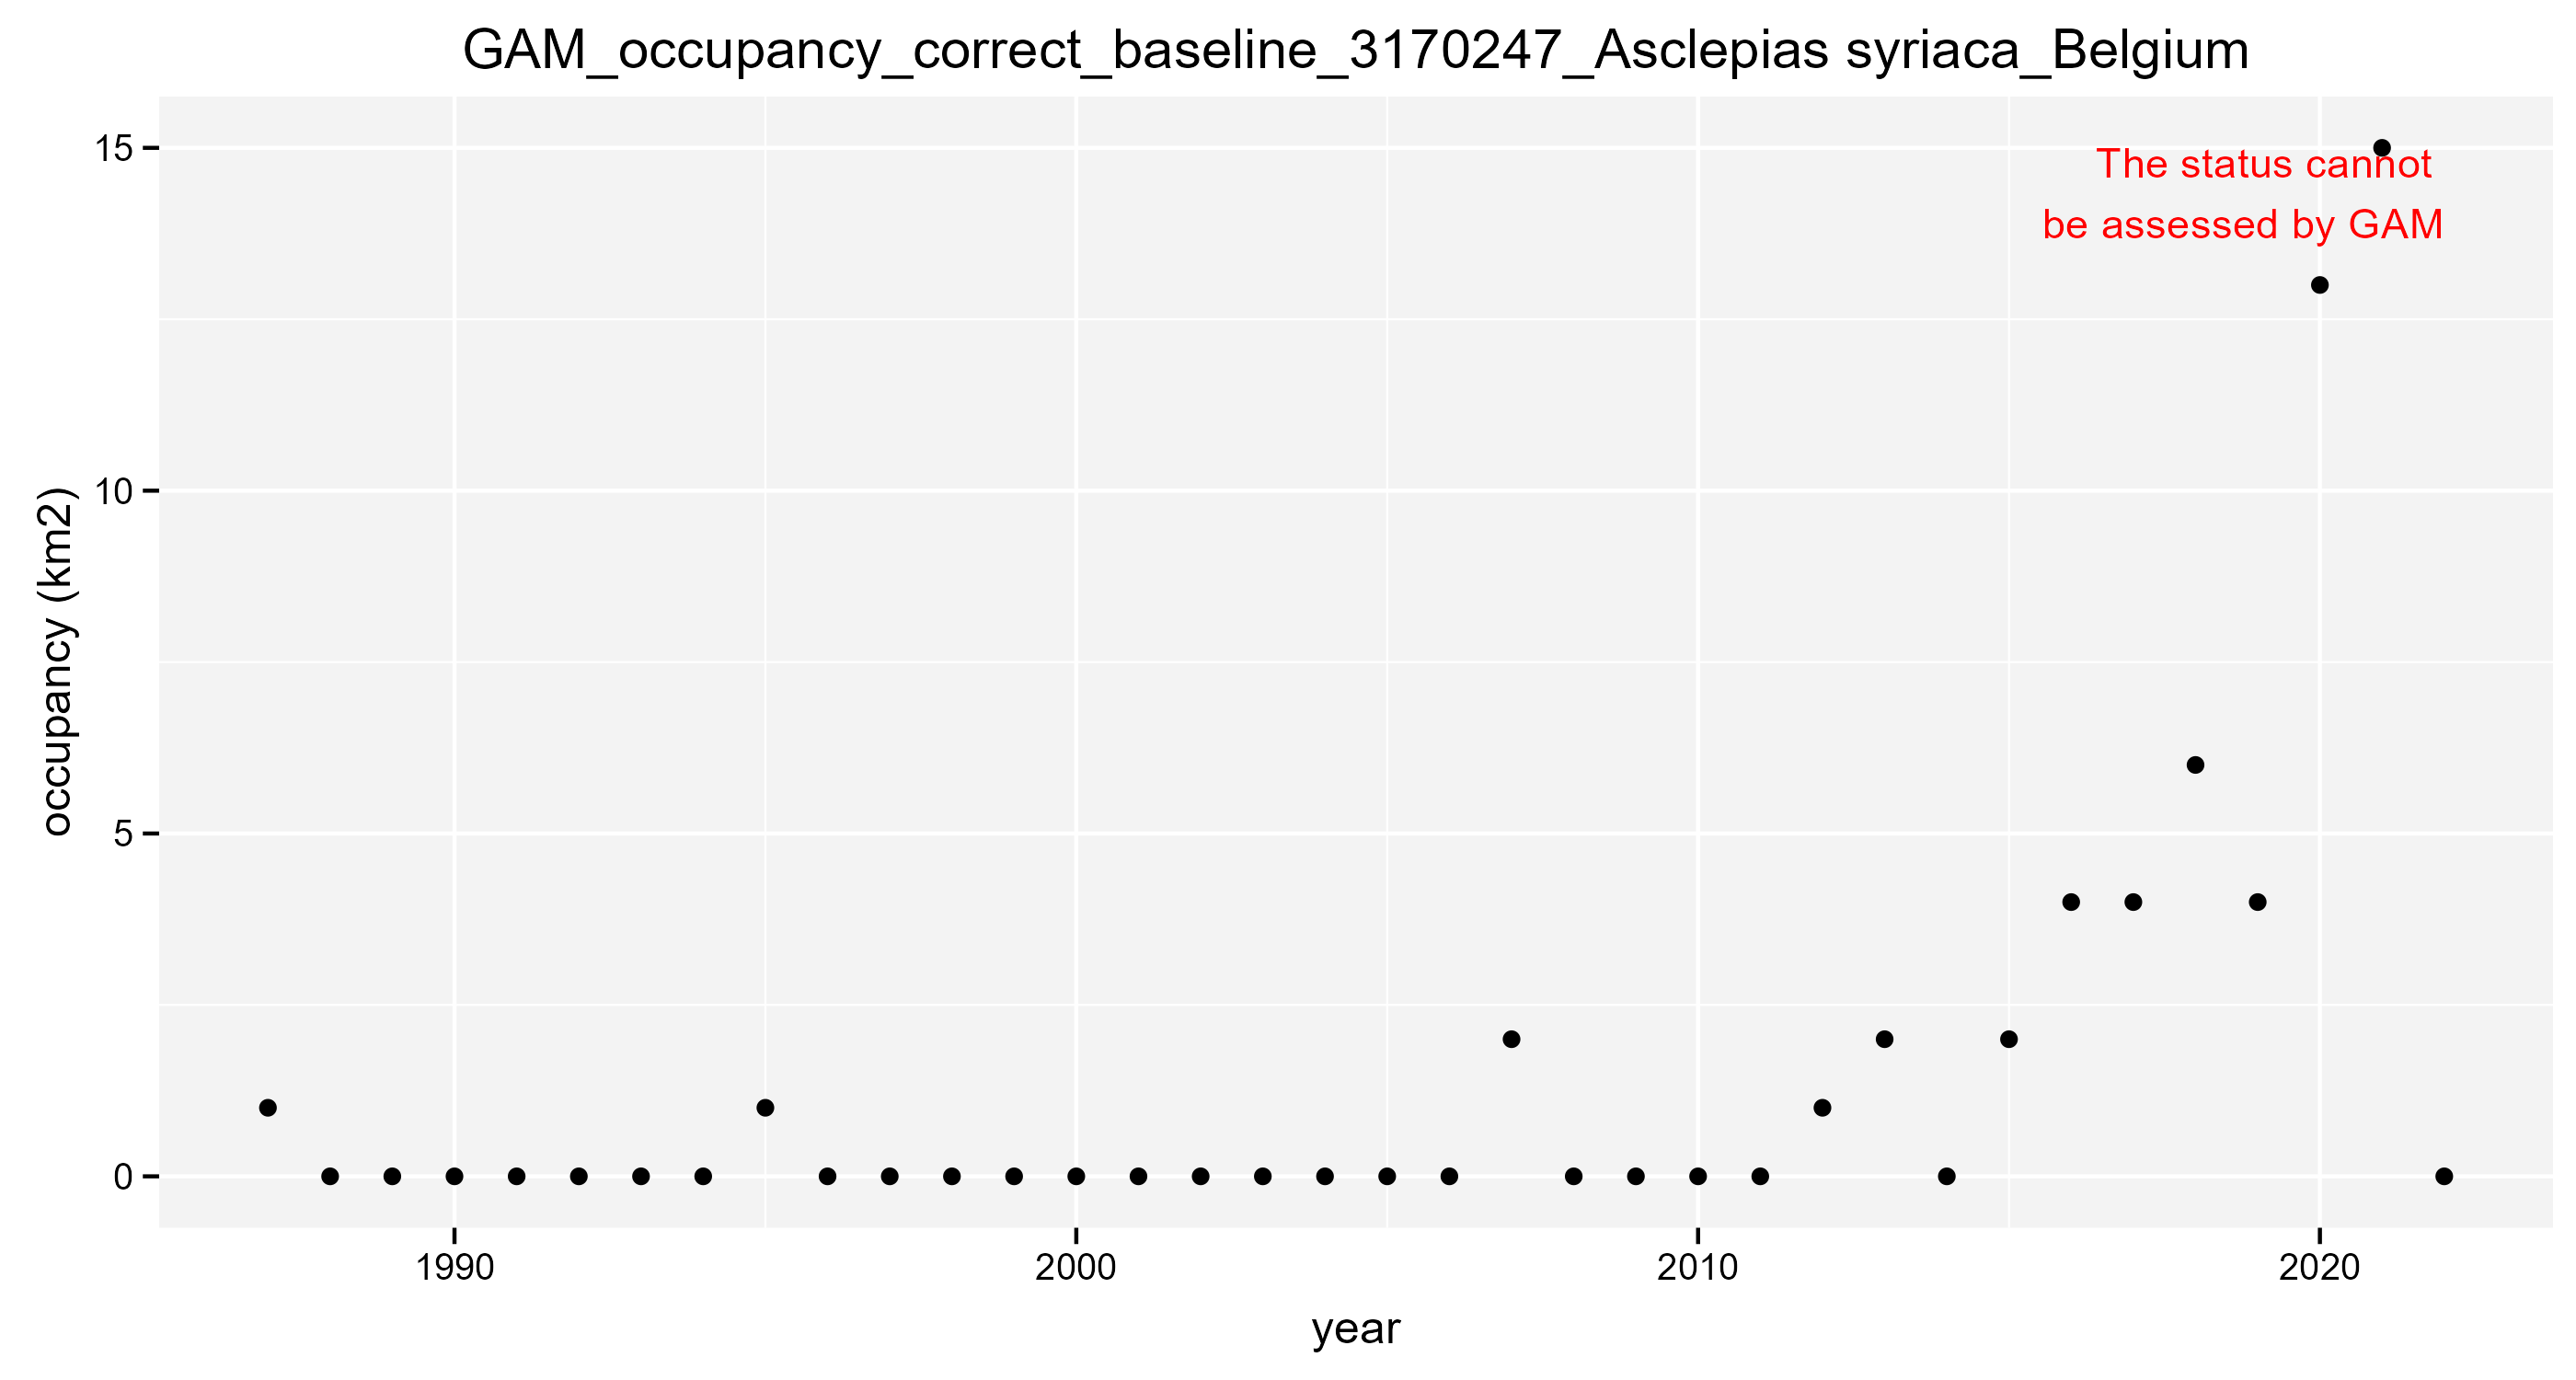 GAM_occupancy_correct_baseline_3170247_Asclepias syriaca_Belgium
15
The status cannot
be assessed by GAM
10
occupancy (km2)
5
0
1990 2000 2010 2020
year